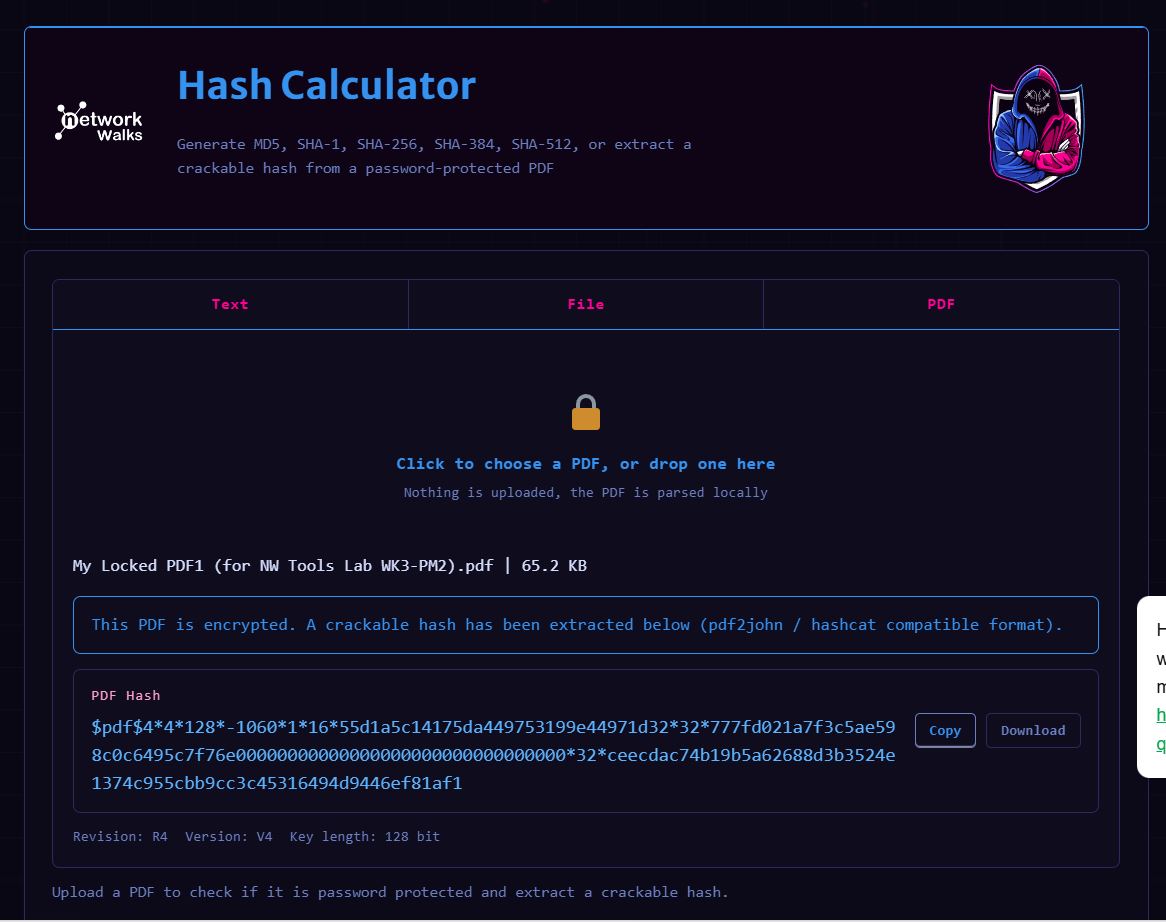 network
Walks
Hash Calculator
Generate MD5, SHA-1, SHA-256, SHA-384, SHA-512, or extract a
crackable hash from a password-protected PDF
Text
File
PDF
Click to choose a PDF, or drop one here
Nothing is uploaded, the PDF is parsed locally
My Locked PDF1 (for NW Tools Lab WK3-PM2).pdf | 65.2 KB
This PDF is encrypted. A crackable hash has been extracted below (pdf2john / hashcat compatible format).
PDF Hash
$pdf$4*4*128*-1060*1*16*55d1a5c14175da449753199e44971d32*32*777fd021a7f3c5ae59
8c0c6495c7f76e00000000000000000000000000000000*32*ceecdac74b19b5a62688d3b3524e
1374c955cbb9cc3c45316494d9446ef81af1
Copy
Download
Revision: R4 Version: V4 Key length: 128 bit
Upload a PDF to check if it is password protected and extract a crackable hash.